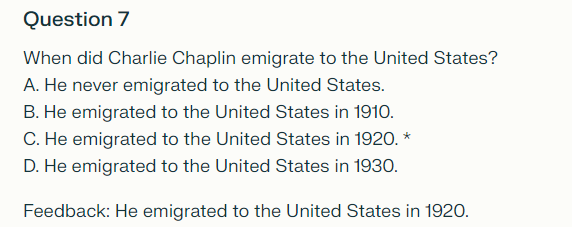 Question 7
When did Charlie Chaplin emigrate to the United States?
A. He never emigrated to the United States.
B. He emigrated to the United States in 1910.
C. He emigrated to the United States in 1920. *
D. He emigrated to the United States in 1930.
Feedback: He emigrated to the United States in 1920.